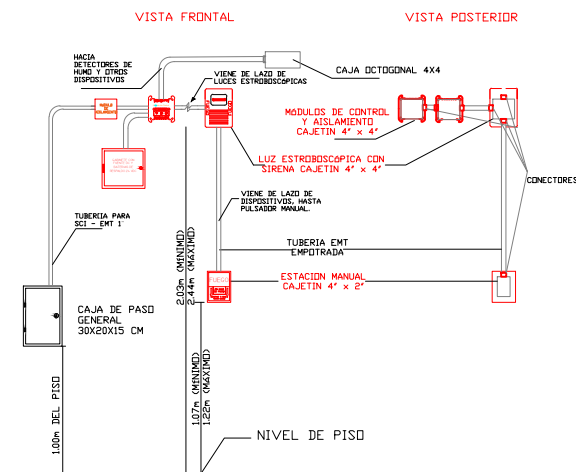 VISTA FRONTAL
VISTA POSTERIOR
HACIA
DETECTORES DE
HUMO Y OTROS
DISPOSITIVOS
VIENE DE LAZO DE
LUCES ESTROBOSCóPICAS
CAJA OCTOGONAL 4X4
MóDULOS DE CONTROL
Y AISLAMIENTO
CAJETIN 4" x 4"
LUZ ESTROBOSCóPICA CON
SIRENA CAJETIN 4" x 4"
CONECTORES
VIENE DE LAZO DE
DISPOSITIVOS, HASTA
PULSADOR MANUAL.
TUBERIA PARA
SCI - EMT 1"
TUBERIA EMT
EMPOTRADA
2.03m (MíNIMO)
2.44m (MáXIMO)
FUEGO
ESTACION MANUAL
CAJETIN 4" x 2"
CAJA DE PASO
GENERAL
30X20X15 CM
1.00m DEL PISO
1.07m (MíNIMO)
1.22m (MáXIMO)
NIVEL DE PISO